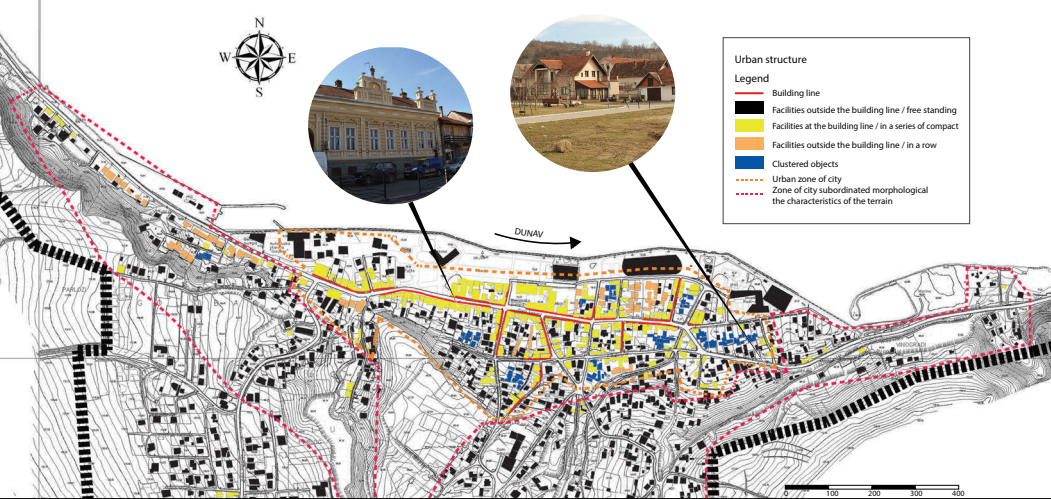 N
W
E
S
Urban structure
Legend
Building line
Facilities outside the building line / free standing
Facilities at the building line / in a series of compact
Facilities outside the building line / in a row
Clustered objects
Urban zone of city
Zone of city subordinated morphological
the characteristics of the terrain
DUNAV
PARLOZI
VINOGRADI
0
100
200
300
400